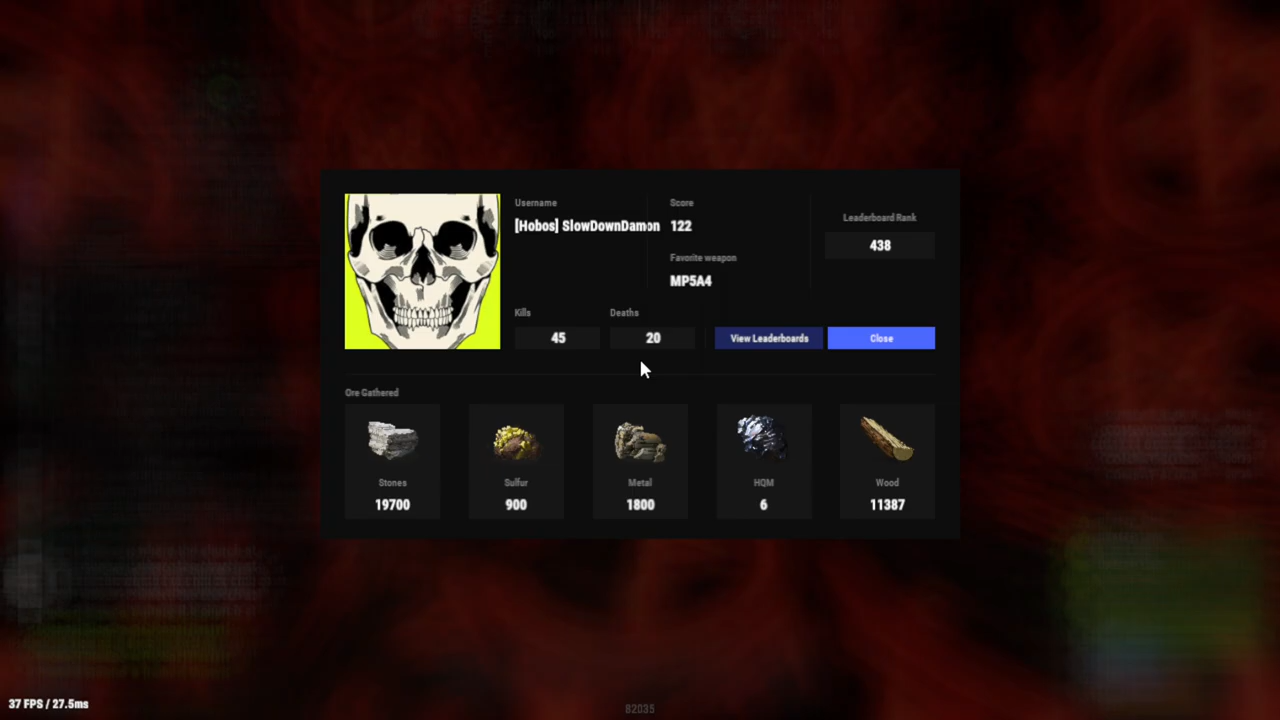 Username
[Hobos] SlowDownDamon
Score
122
Favorite weapon
MP5A4
Leaderboard Rank
438
Kills
45
Deaths
20
View Leaderboards
Close
Ore Gathered
Stones
19700
Sulfur
900
Metal
1800
HQM
6
Wood
11387
37 FPS / 27.5ms
82035